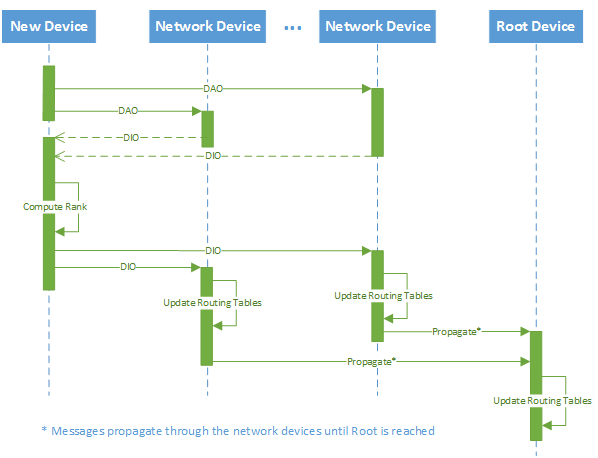 New Device
Network Device
...
Network Device
Root Device
DAO
DAO
DIO
DIO
Compute Rank
DIO
DIO
Update Routing Tables
Update Routing Tables
Propagate*
Propagate*
Update Routing Tables
* Messages propagate through the network devices until Root is reached